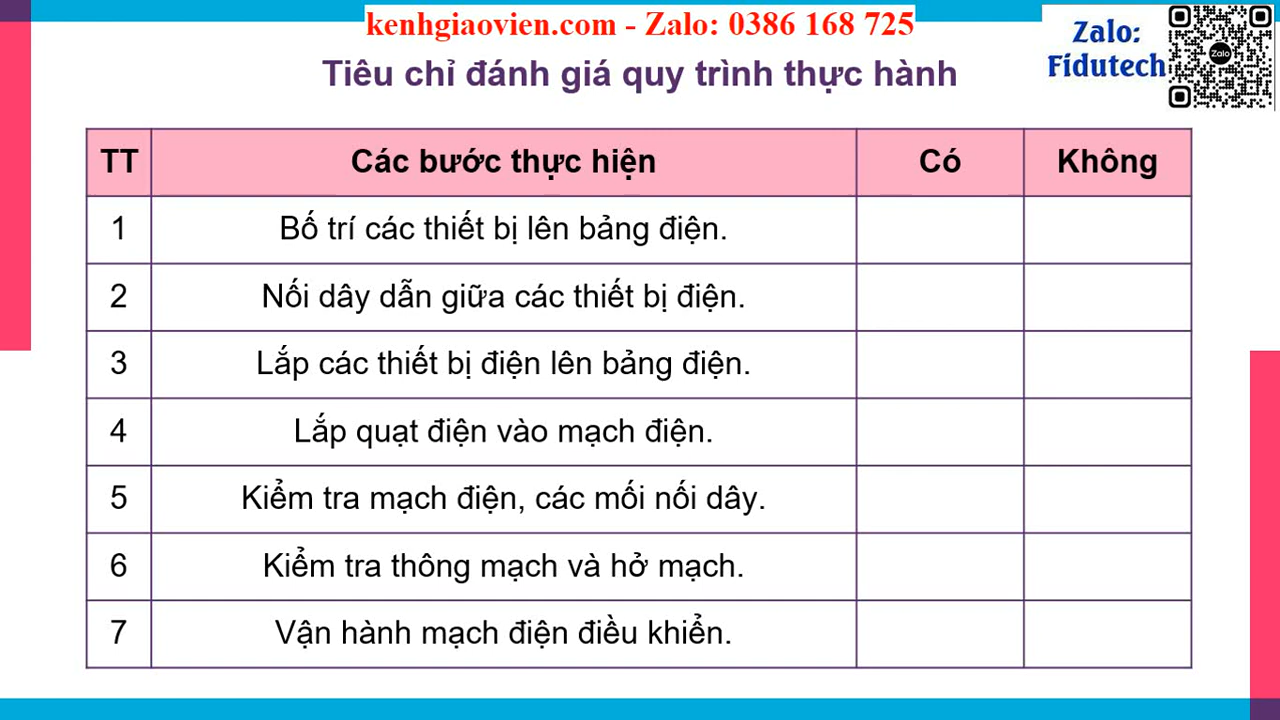 kenhgiaovien.com - Zalo: 0386 168 725
Zalo:
Fidutech
Zalo
Tiêu chỉ đánh giá quy trình thực hành
TT Các bước thực hiện Có Không
1 Bố trí các thiết bị lên bảng điện.
2 Nối dây dẫn giữa các thiết bị điện.
3 Lắp các thiết bị điện lên bảng điện.
4 Lắp quạt điện vào mạch điện.
5 Kiểm tra mạch điện, các mối nối dây.
6 Kiểm tra thông mạch và hở mạch.
7 Vận hành mạch điện điều khiển.